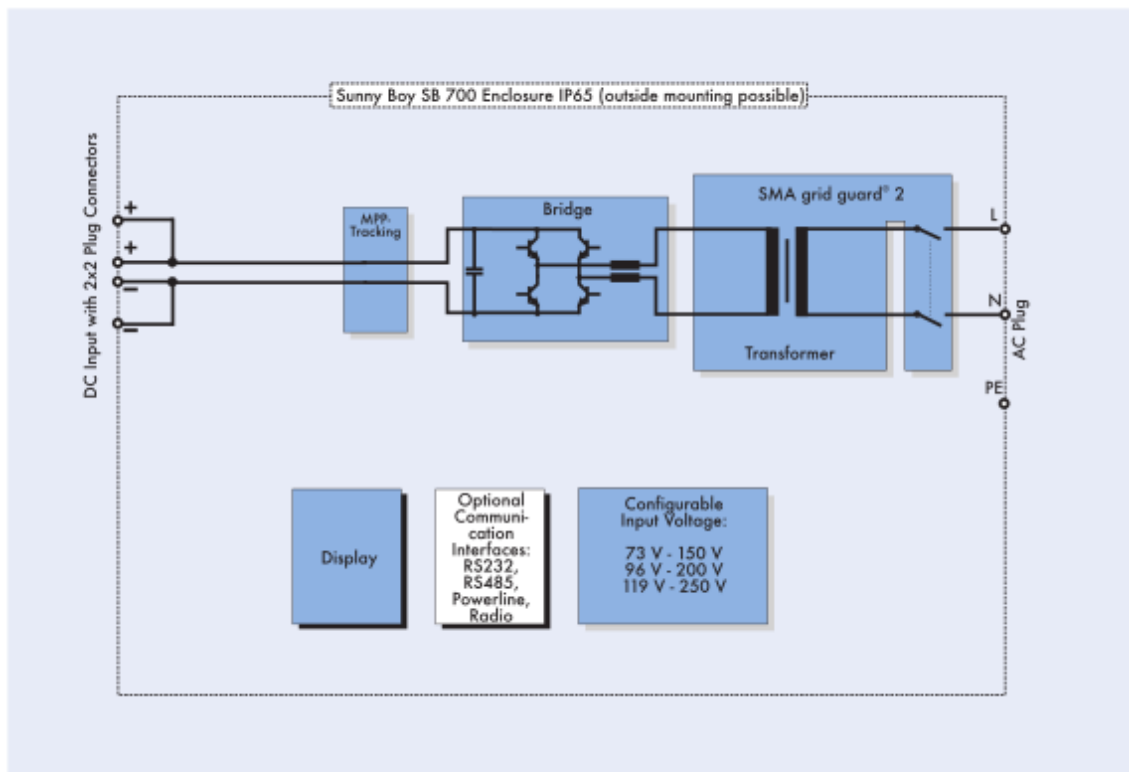 Sunny Boy SB 700 Enclosure IP65 (outside mounting possible)
DC Input with 2x2 Plug Connectors
+
+
−
−
MPP-
Tracking
Bridge
SMA grid guard® 2
Transformer
L
N
AC Plug
PE
Display
Optional
Communi-
cation
Interfaces:
RS232,
RS485,
Powerline,
Radio
Configurable
Input Voltage:
73 V - 150 V
96 V - 200 V
119 V - 250 V